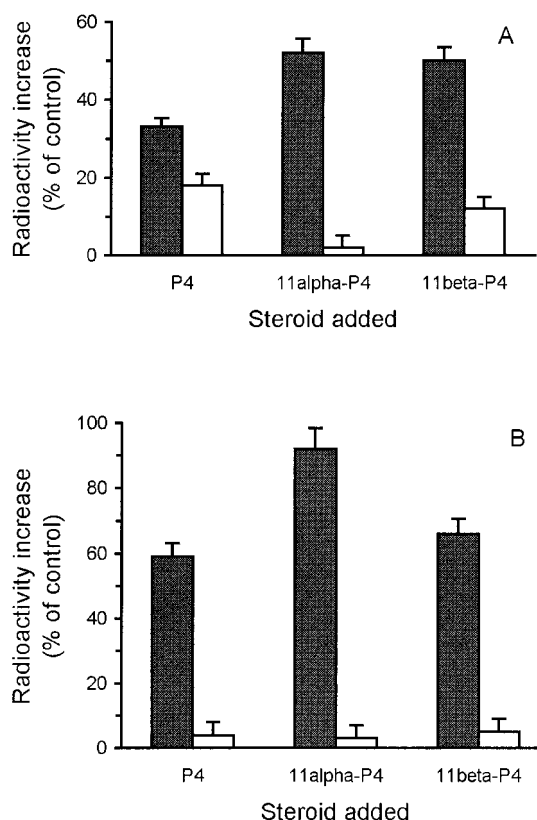 A
Radioactivity increase
(% of control)
60
40
20
0
P4 11alpha-P4 11beta-P4
Steroid added
B
Radioactivity increase
(% of control)
100
80
60
40
20
0
P4 11alpha-P4 11beta-P4
Steroid added